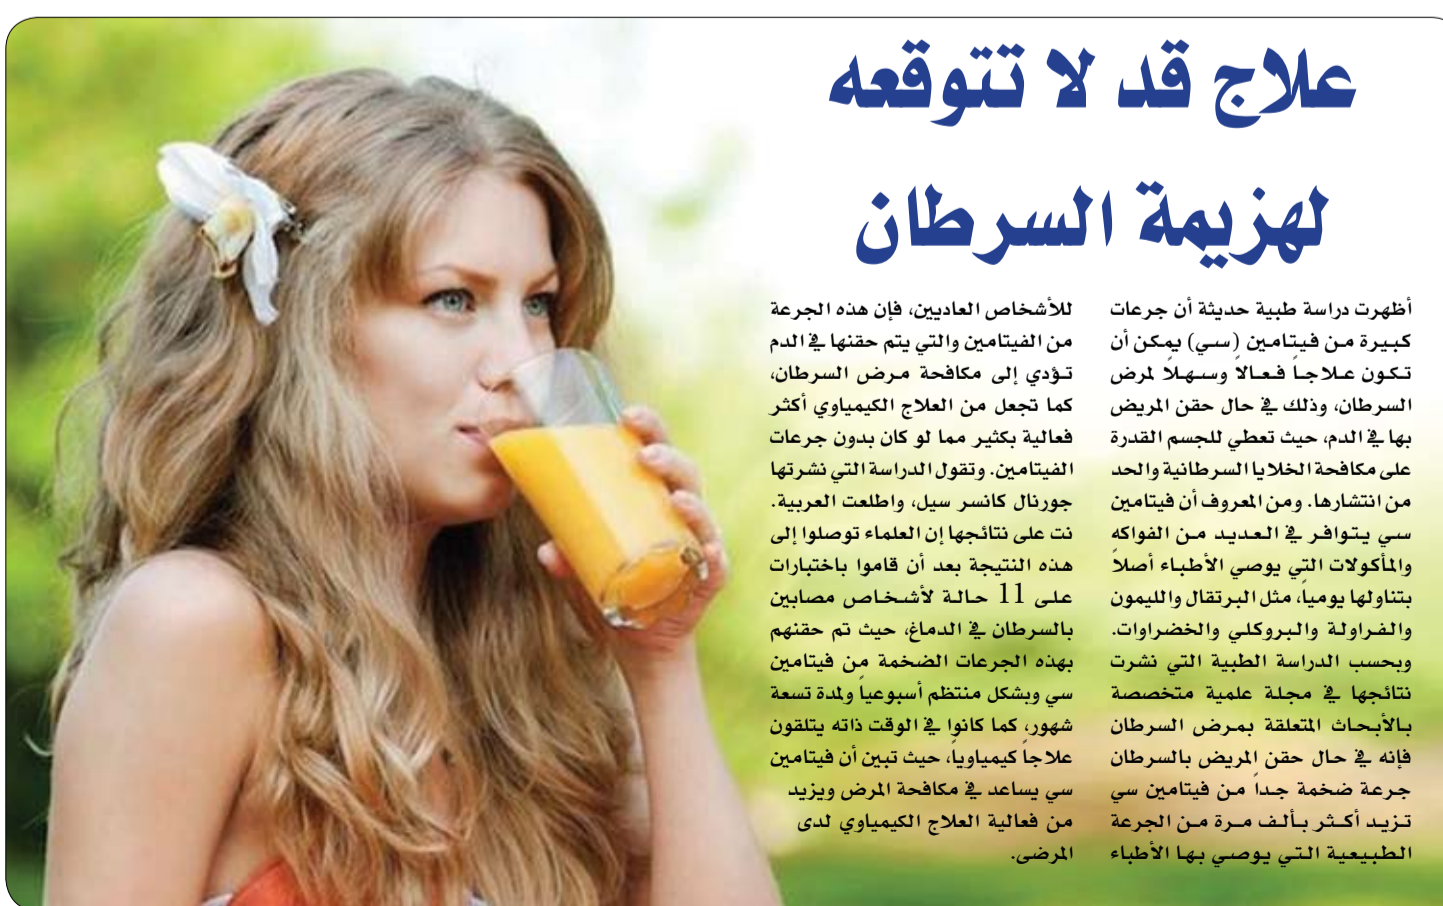 علاج قد لا تتوقعه
لهزيمة السرطان
أظهرت دراسة طبية حديثة أن جرعات
كبيرة من فيتامين (سي) يمكن أن
تكون علاجاً فعالاً وسهلاً لمرض
السرطان، وذلك في حال حقن المريض
بها في الدم، حيث تعطي للجسم القدرة
على مكافحة الخلايا السرطانية والحد
من انتشارها. ومن المعروف أن فيتامين
سي يتوافر في العديد من الفواكه
والمأكولات التي يوصي الأطباء أصلاً
بتناولها يومياً، مثل البرتقال والليمون
والفراولة والبروكلي والخضراوات.
وبحسب الدراسة الطبية التي نشرت
نتائجها في مجلة علمية متخصصة
بالأبحاث المتعلقة بمرض السرطان
فإنه في حال حقن المريض بالسرطان
جرعة ضخمة جداً من فيتامين سي
تزيد أكثر بألف مرة من الجرعة
الطبيعية التي يوصي بها الأطباء
للأشخاص العاديين، فإن هذه الجرعة
من الفيتامين والتي يتم حقنها في الدم
تؤدي إلى مكافحة مرض السرطان،
كما تجعل من العلاج الكيمياوي أكثر
فعالية بكثير مما لو كان بدون جرعات
الفيتامين. وتقول الدراسة التي نشرتها
جورنال كانسر سيل، واطلعت العربية.
نت على نتائجها إن العلماء توصلوا إلى
هذه النتيجة بعد أن قاموا باختبارات
على 11 حالة لأشخاص مصابين
بالسرطان في الدماغ، حيث تم حقنهم
بهذه الجرعات الضخمة من فيتامين
سي وبشكل منتظم أسبوعياً ولمدة تسعة
شهور، كما كانوا في الوقت ذاته يتلقون
علاجاً كيمياوياً، حيث تبين أن فيتامين
سي يساعد في مكافحة المرض ويزيد
من فعالية العلاج الكيمياوي لدى
المرضى.